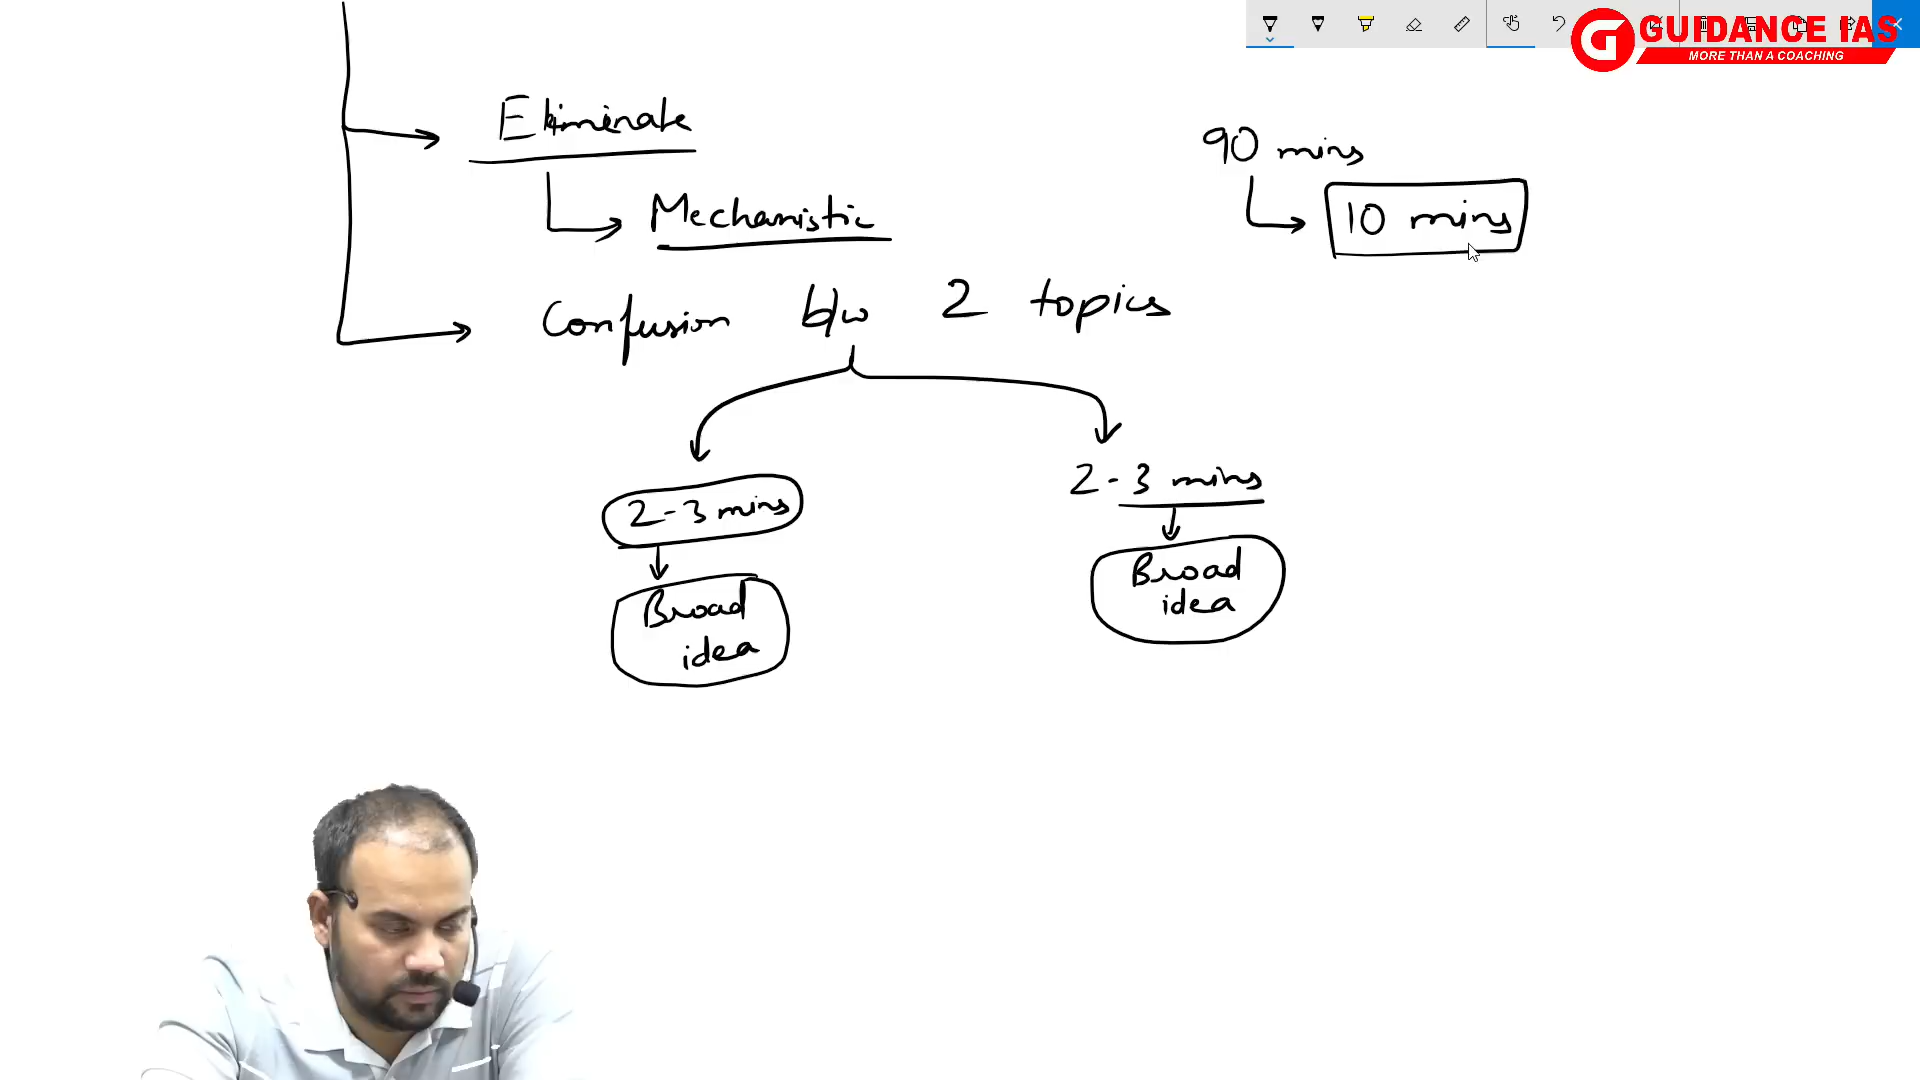 GUIDANCE IAS
MORE THAN A COACHING
Eliminate
90 mins
Mechanistic
10 mins
Confusion b/w 2 topics
2-3 mins
2-3 mins
Broad
idea
Broad
idea